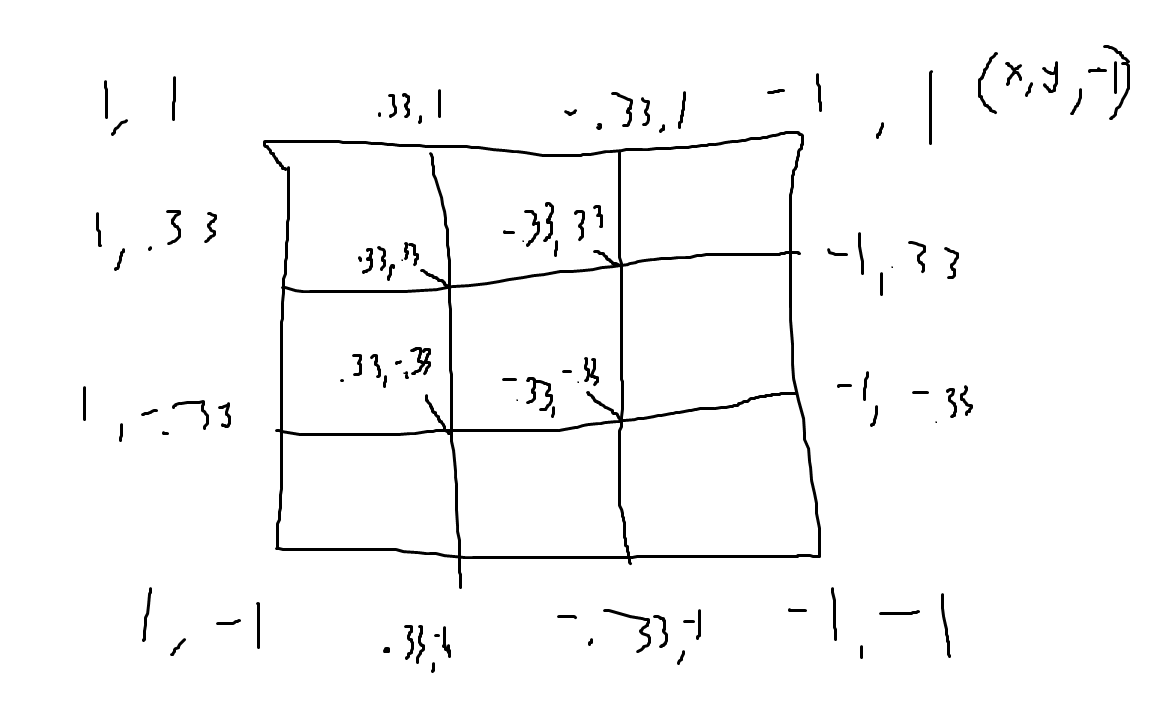 1, 1 .33, 1 -.33, 1 -1, 1 (x, y, -1)
1, .33 .33, .33 -.33, 33 -1, .33
1, -.33 .33, -.33 -.33, -.33 -1, -.33
1, -1 .33, -1 -.33, -1 -1, -1